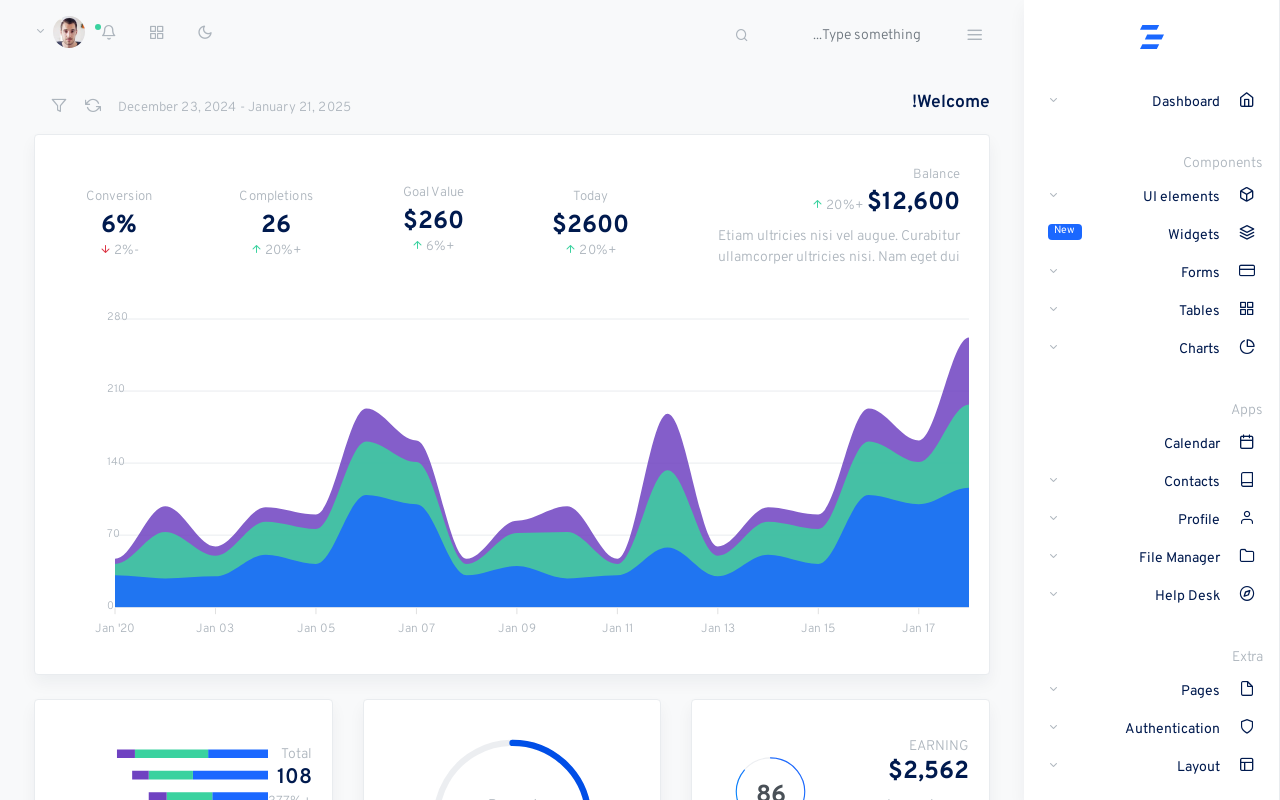 Type something...
Welcome!
December 23, 2024 - January 21, 2025
Balance
$12,600 20%+
Etiam ultricies nisi vel augue. Curabitur
ullamcorper ultricies nisi. Nam eget dui
Today
$2600
20%+
Goal Value
$260
6%+
Completions
26
20%+
Conversion
6%
2%-
280
210
140
70
0
Jan '20 Jan 03 Jan 05 Jan 07 Jan 09 Jan 11 Jan 13 Jan 15 Jan 17
EARNING
$2,562
86
Total
108
Dashboard
Components
UI elements
Widgets New
Forms
Tables
Charts
Apps
Calendar
Contacts
Profile
File Manager
Help Desk
Extra
Pages
Authentication
Layout